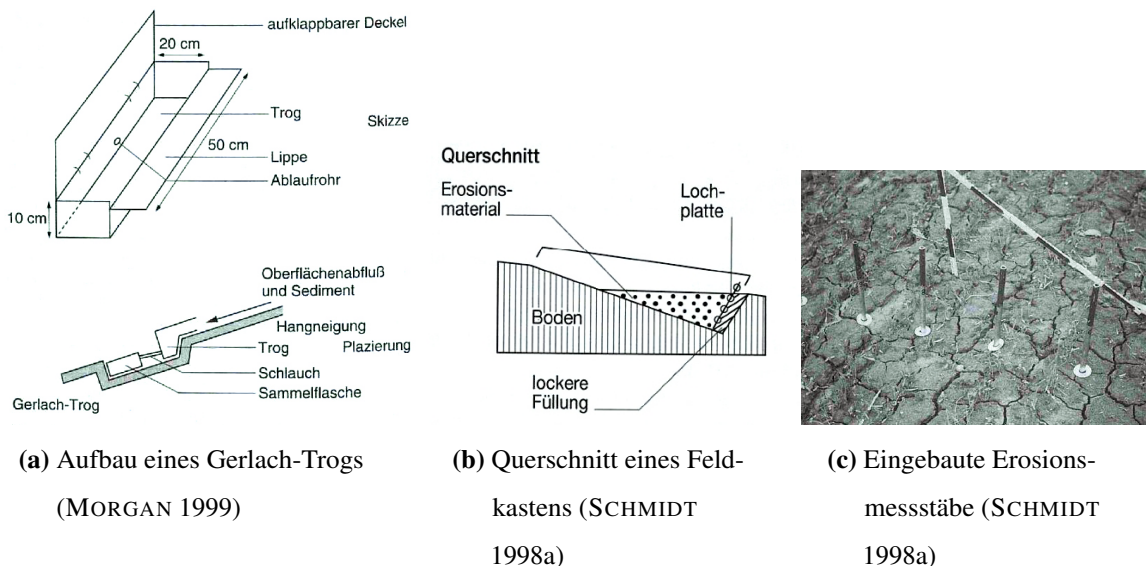 aufklappbarer Deckel
20 cm
Trog
Skizze
50 cm
Lippe
Ablaufrohr
10 cm
Oberflächenabfluß
und Sediment
Hangneigung
Trog
Plazierung
Schlauch
Sammelflasche
Gerlach-Trog
(a) Aufbau eines Gerlach-Trogs
(MORGAN 1999)
Querschnitt
Erosions-
material
Loch-
platte
Boden
lockere
Füllung
(b) Querschnitt eines Feld-
kastens (SCHMIDT
1998a)
(c) Eingebaute Erosions-
messstäbe (SCHMIDT
1998a)